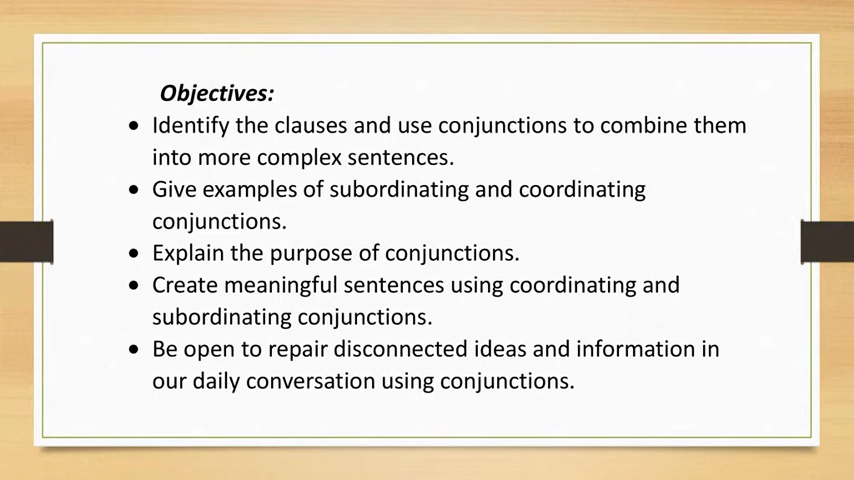 Objectives:
• Identify the clauses and use conjunctions to combine them
into more complex sentences.
• Give examples of subordinating and coordinating
conjunctions.
• Explain the purpose of conjunctions.
• Create meaningful sentences using coordinating and
subordinating conjunctions.
• Be open to repair disconnected ideas and information in
our daily conversation using conjunctions.